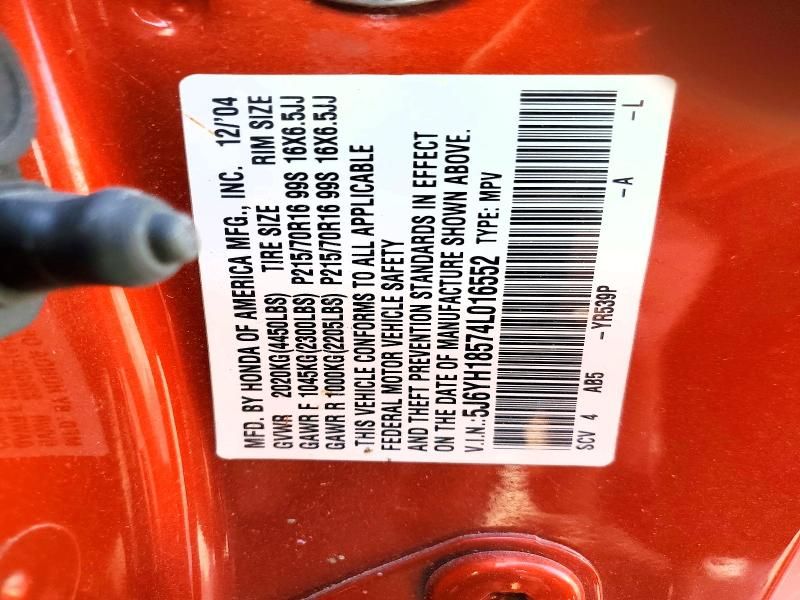 MFD. BY HONDA OF AMERICA MFG., INC. 12/'04
GVWR 2020KG(4450LBS) TIRE SIZE RIM SIZE
GAWR F 1045KG(2300LBS) P215/70R16 99S 16X6.5JJ
GAWR R 1000KG(2205LBS) P215/70R16 99S 16X6.5JJ
THIS VEHICLE CONFORMS TO ALL APPLICABLE
FEDERAL MOTOR VEHICLE SAFETY
AND THEFT PREVENTION STANDARDS IN EFFECT
ON THE DATE OF MANUFACTURE SHOWN ABOVE.
V.I.N.:5J6YH18574L016552 TYPE: MPV
SCV 4 AB5 -YR539P -A -L